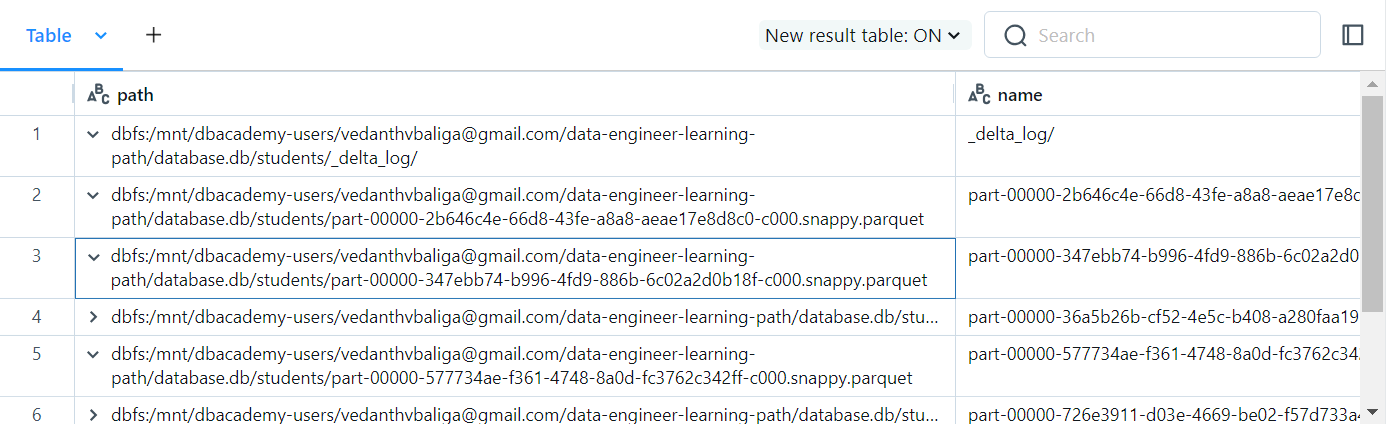 Table
New result table: ON
Search
path
name
1
dbfs:/mnt/dbacademy-users/vedanthvbaliga@gmail.com/data-engineer-learning-
path/database.db/students/_delta_log/
_delta_log/
2
dbfs:/mnt/dbacademy-users/vedanthvbaliga@gmail.com/data-engineer-learning-
path/database.db/students/part-00000-2b646c4e-66d8-43fe-a8a8-aeae17e8d8c0-c000.snappy.parquet
part-00000-2b646c4e-66d8-43fe-a8a8-aeae17e8d
3
dbfs:/mnt/dbacademy-users/vedanthvbaliga@gmail.com/data-engineer-learning-
path/database.db/students/part-00000-347ebb74-b996-4fd9-886b-6c02a2d0b18f-c000.snappy.parquet
part-00000-347ebb74-b996-4fd9-886b-6c02a2d0
4
dbfs:/mnt/dbacademy-users/vedanthvbaliga@gmail.com/data-engineer-learning-path/database.db/stu...
part-00000-36a5b26b-cf52-4e5c-b408-a280faa19
5
dbfs:/mnt/dbacademy-users/vedanthvbaliga@gmail.com/data-engineer-learning-
path/database.db/students/part-00000-577734ae-f361-4748-8a0d-fc3762c342ff-c000.snappy.parquet
part-00000-577734ae-f361-4748-8a0d-fc3762c342
6
dbfs:/mnt/dbacademy-users/vedanthvbaliga@gmail.com/data-engineer-learning-path/database.db/stu...
part-00000-726e3911-d03e-4669-be02-f57d733a4